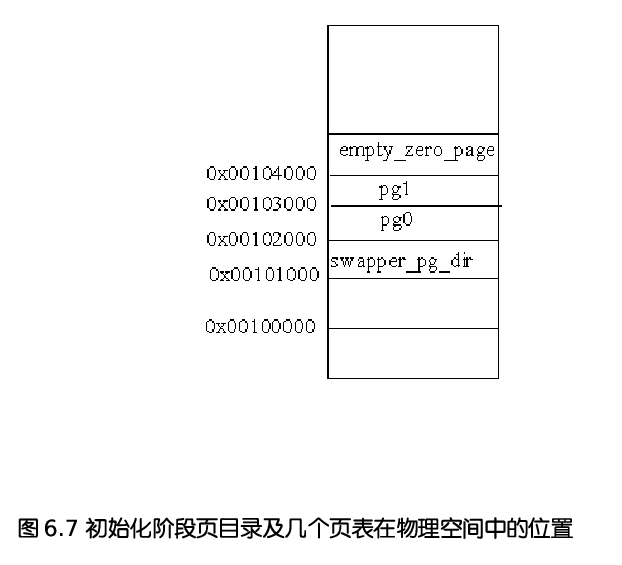 empty_zero_page
0x00104000
pg1
0x00103000
pg0
0x00102000
swapper_pg_dir
0x00101000
0x00100000
图 6.7 初始化阶段页目录及几个页表在物理空间中的位置